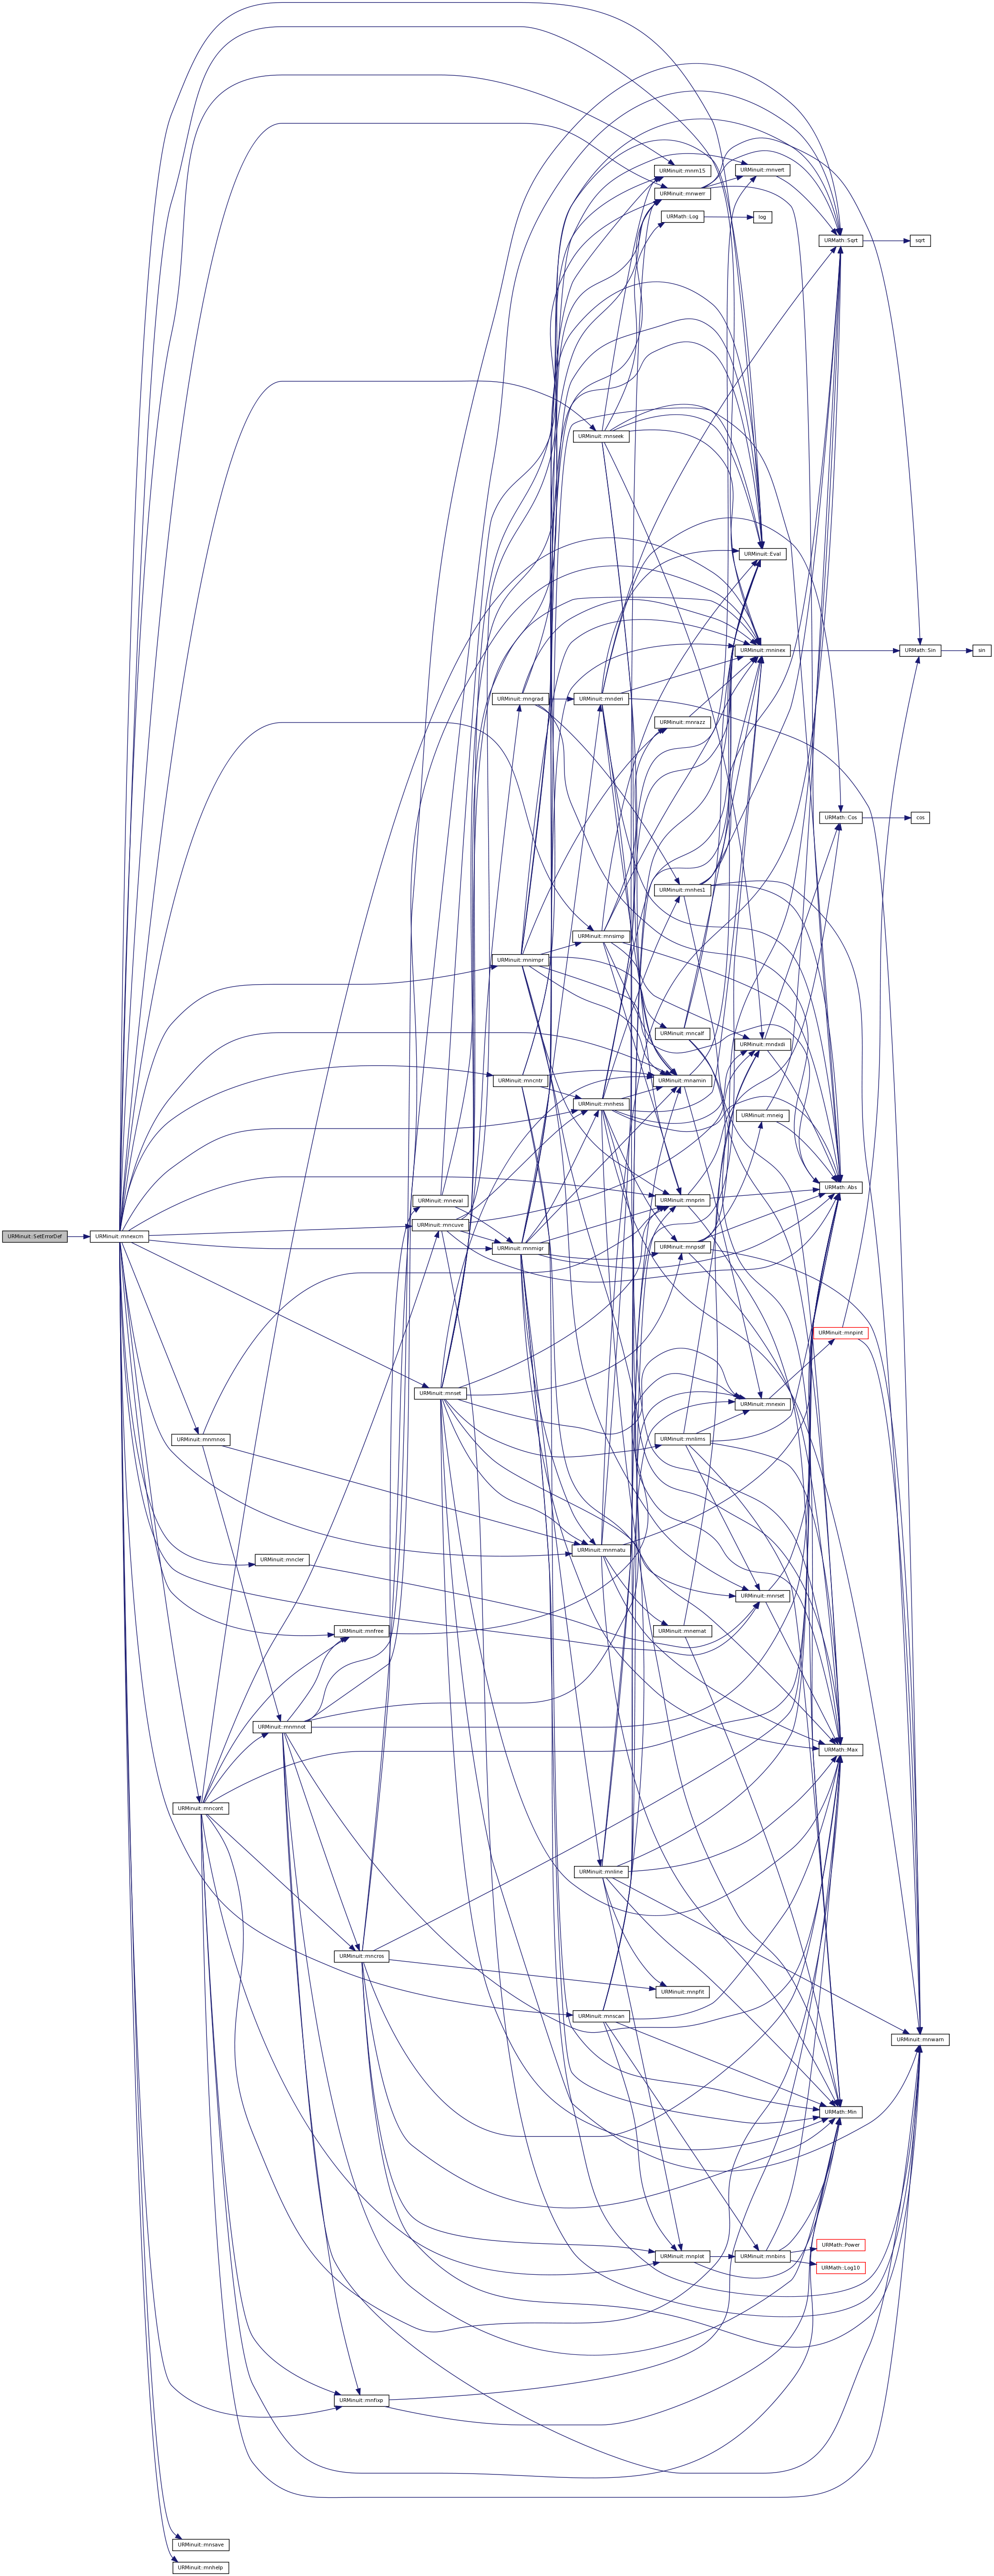 URMinuit::mnm15
URMinuit::mnvert
URMinuit::mnwerr
URMath::Log
log
URMath::Sqrt
sqrt
URMinuit::mnseek
URMinuit::Eval
URMinuit::mninex
URMath::Sin
sin
URMinuit::mngrad
URMinuit::mnderi
URMinuit::mnrazz
URMath::Cos
cos
URMinuit::mnhes1
URMinuit::mnsimp
URMinuit::mnimpr
URMinuit::mncalf
URMinuit::mndxdi
URMinuit::mncntr
URMinuit::mnamin
URMinuit::mnhess
URMinuit::mneig
URMath::Abs
URMinuit::mneval
URMinuit::mnprin
URMinuit::mncuve
URMinuit::SetErrorDef
URMinuit::mnexcm
URMinuit::mnmigr
URMinuit::mnpsdf
URMinuit::mnpint
URMinuit::mnset
URMinuit::mnexin
URMinuit::mnmnos
URMinuit::mnlims
URMinuit::mnmatu
URMinuit::mncler
URMinuit::mnrset
URMinuit::mnfree
URMinuit::mnemat
URMinuit::mnmnot
URMath::Max
URMinuit::mncont
URMinuit::mnline
URMinuit::mncros
URMinuit::mnpfit
URMinuit::mnscan
URMinuit::mnwarn
URMath::Min
URMath::Power
URMinuit::mnplot
URMinuit::mnbins
URMath::Log10
URMinuit::mnfixp
URMinuit::mnsave
URMinuit::mnhelp